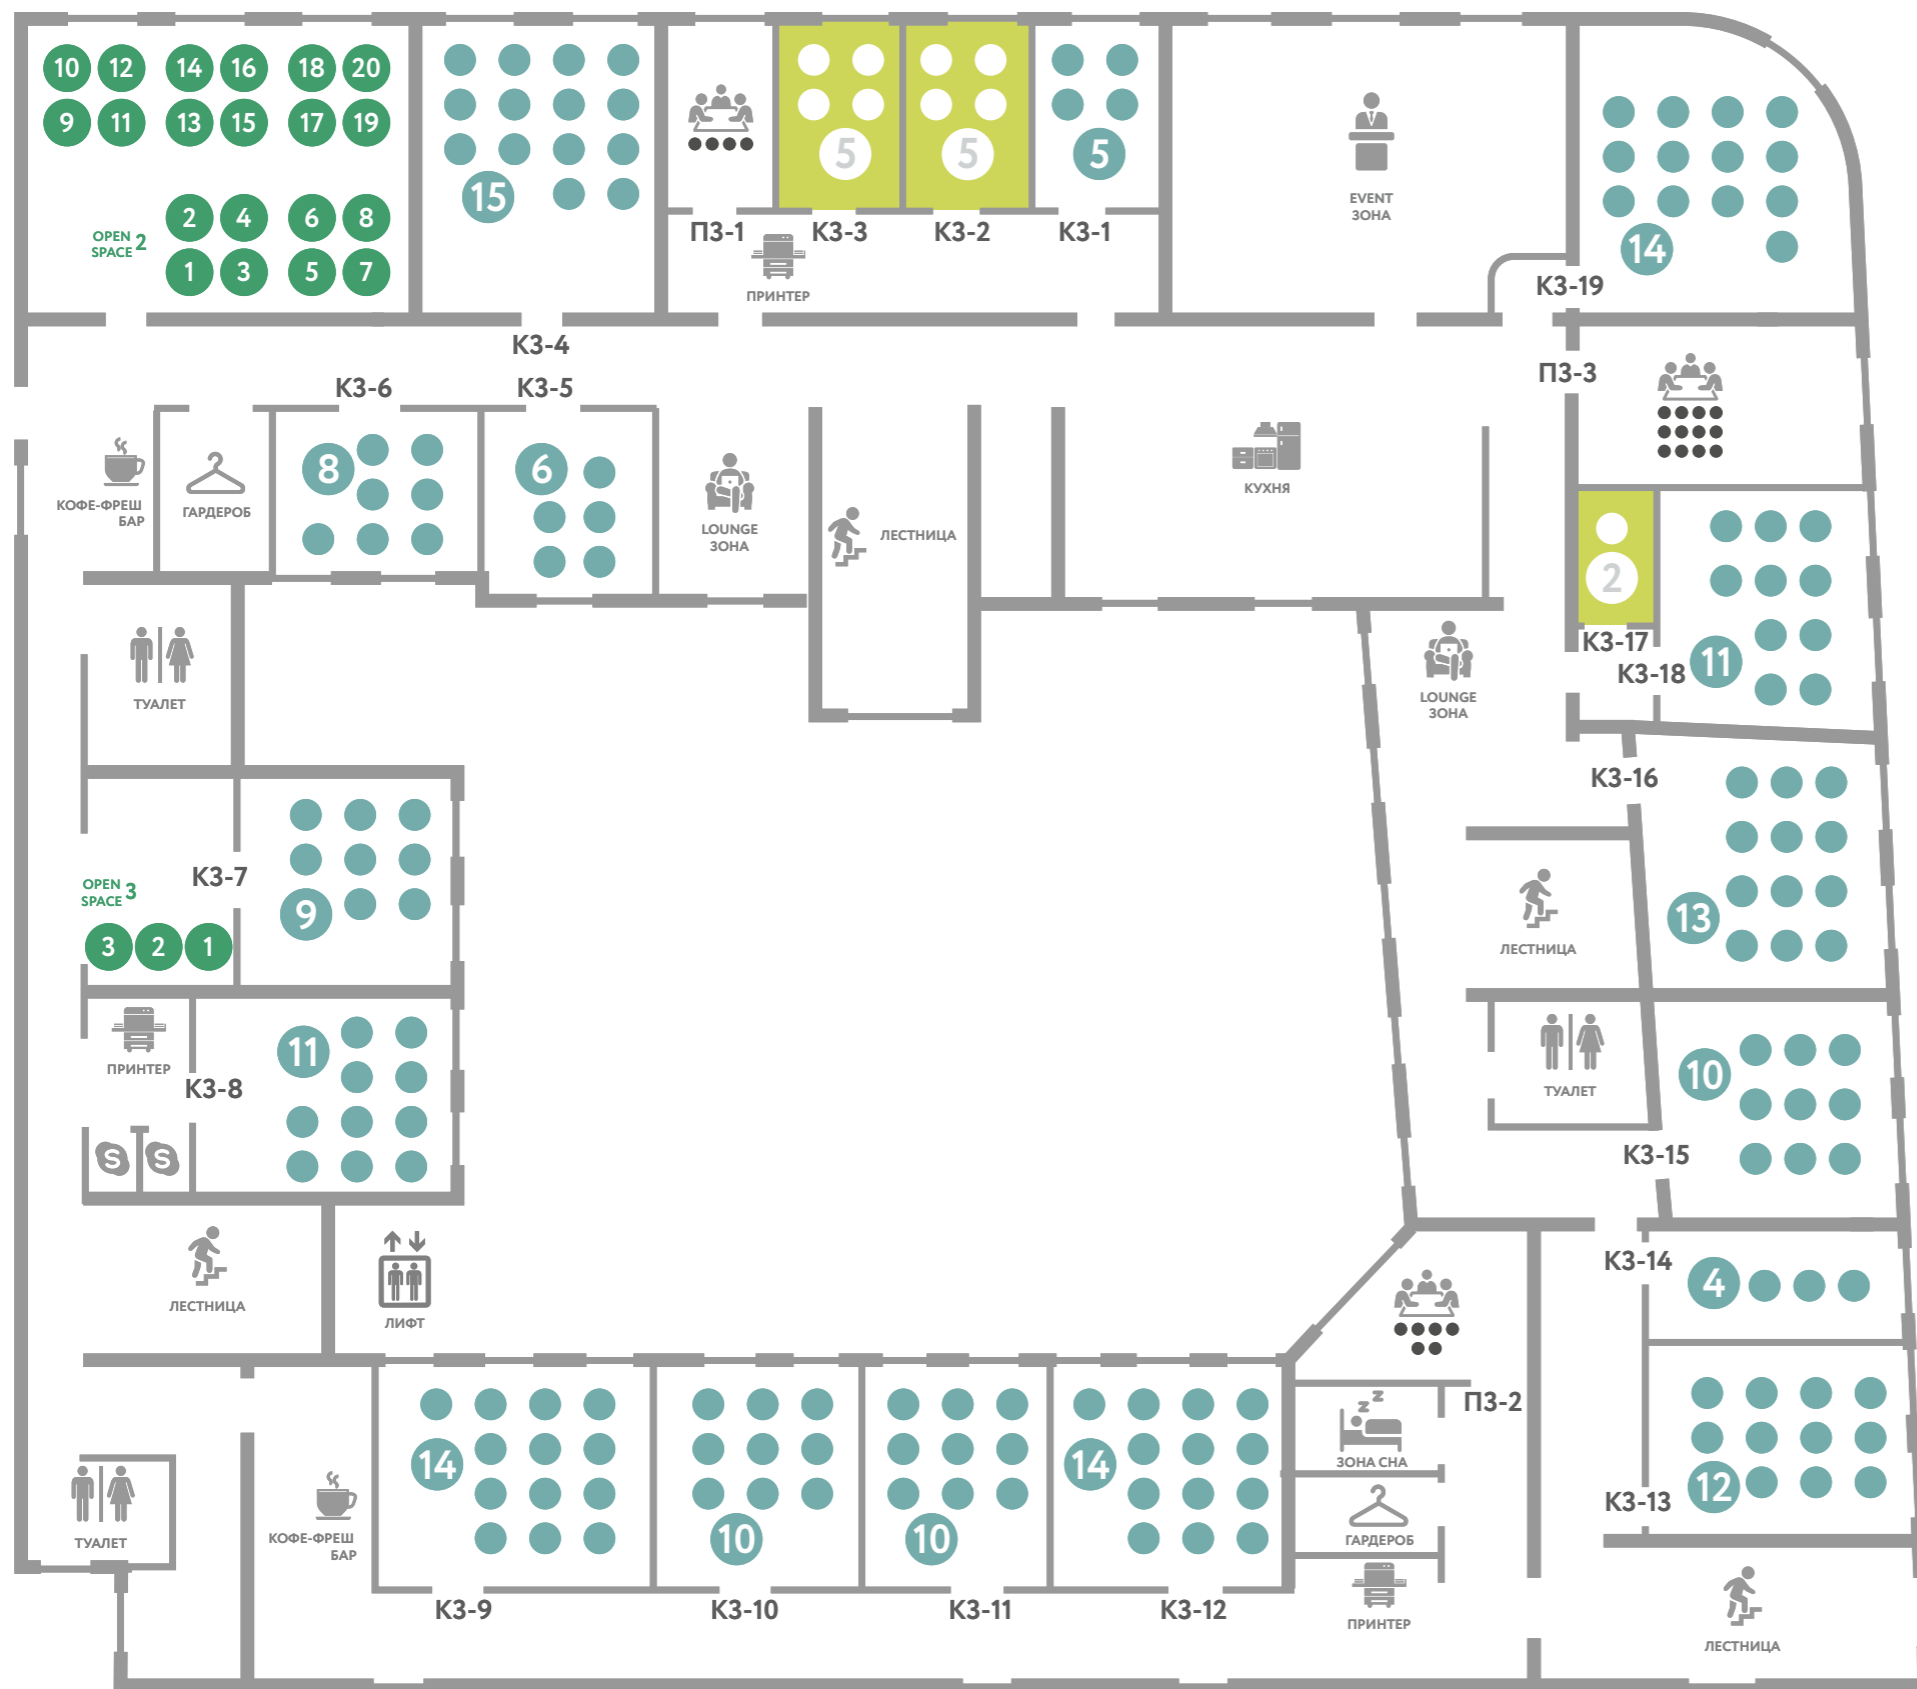 10 12 14 16 18 20
9 11 13 15 17 19
2 4 6 8
OPEN
SPACE 2
1 3 5 7
15
5
5
5
14
П3-1
К3-3
К3-2
К3-1
ПРИНТЕР
EVENT
ЗОНА
К3-19
К3-4
К3-6
К3-5
П3-3
КОФЕ-ФРЕШ
БАР
ГАРДЕРОБ
8
6
LOUNGE
ЗОНА
ЛЕСТНИЦА
КУХНЯ
2
К3-17
К3-18
11
ТУАЛЕТ
LOUNGE
ЗОНА
К3-16
13
К3-7
9
OPEN
SPACE 3
3 2 1
ЛЕСТНИЦА
ПРИНТЕР
К3-8
11
S S
ТУАЛЕТ
10
К3-15
ЛЕСТНИЦА
ЛИФТ
К3-14
4
П3-2
14
10
10
14
ЗОНА СНА
z z z
К3-13
12
ТУАЛЕТ
КОФЕ-ФРЕШ
БАР
ГАРДЕРОБ
К3-9
К3-10
К3-11
К3-12
ПРИНТЕР
ЛЕСТНИЦА